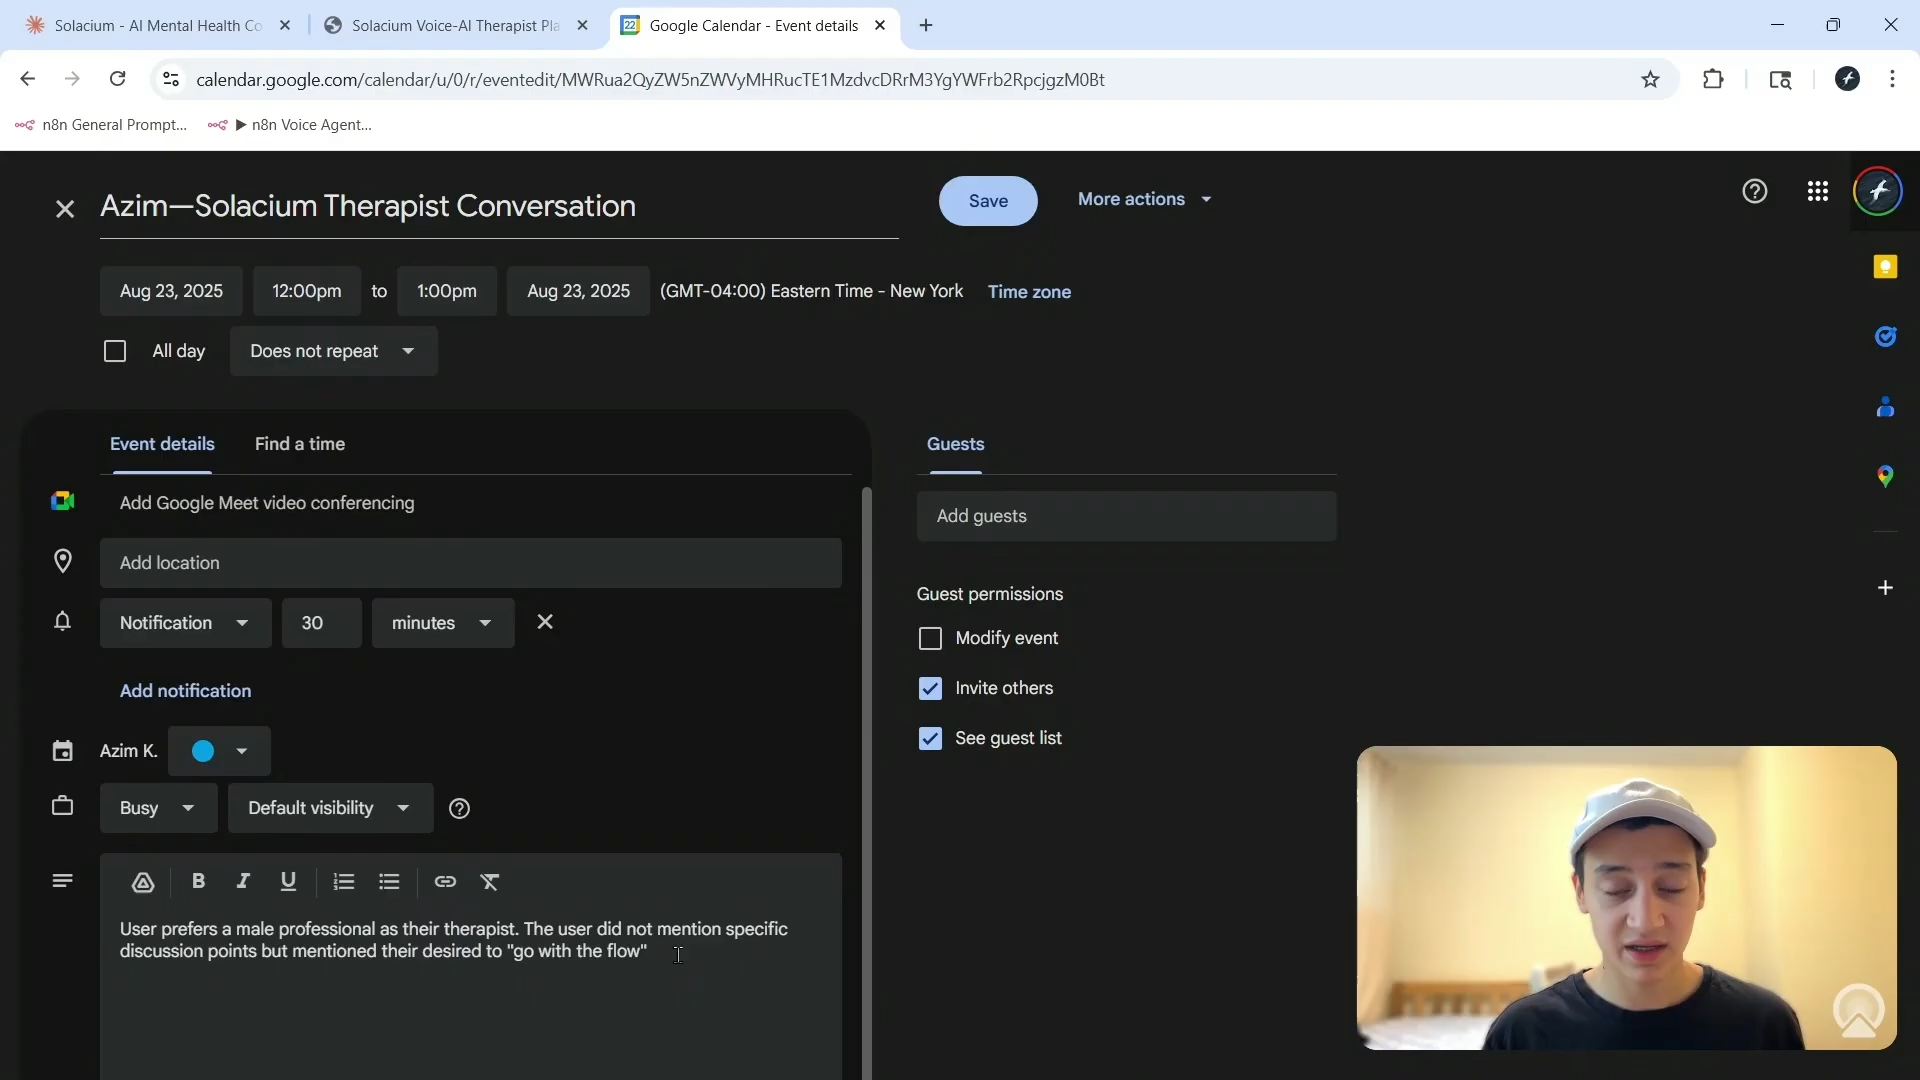 Solacium - AI Mental Health Co
Solacium Voice-AI Therapist Pla
22
Google Calendar - Event details
calendar.google.com/calendar/u/0/r/eventedit/MWRua2QyZW5nZWVyMHRucTE1MzdvcDRrM3YgYWFrb2RpcjgzM0Bt
n8n General Prompt...
▶ n8n Voice Agent...
Azim—Solacium Therapist Conversation
Save
More actions
Aug 23, 2025
12:00pm
to
1:00pm
Aug 23, 2025
(GMT-04:00) Eastern Time - New York
Time zone
All day
Does not repeat
Event details
Find a time
Guests
Add Google Meet video conferencing
Add guests
Add location
Guest permissions
Notification
30
minutes
Modify event
Invite others
Add notification
See guest list
Azim K.
Busy
Default visibility
B
I
U
User prefers a male professional as their therapist. The user did not mention specific
discussion points but mentioned their desired to "go with the flow"